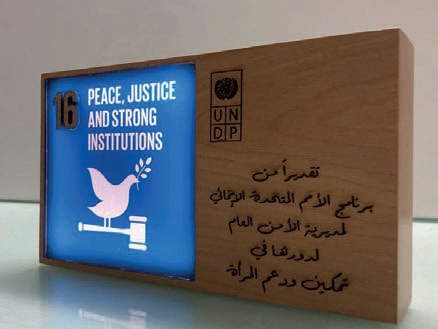 16 PEACE, JUSTICE
AND STRONG
INSTITUTIONS
U N
D P
تقديراً من
برنامج الأمم المتحدة الإنمائي
لمديرية الأمن العام
لدورها في
تمكين ودعم المرأة